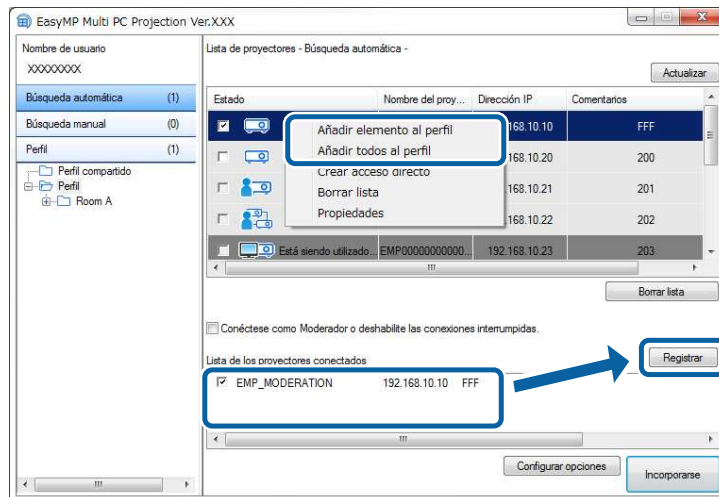 EasyMP Multi PC Projection Ver.XXX
Nombre de usuario
XXXXXXXX
Búsqueda automática (1)
Búsqueda manual (0)
Perfil (1)
Perfil compartido
Perfil
Room A
Lista de proyectores - Búsqueda automática -
Actualizar
Estado Nombre del proy... Dirección IP Comentarios
168.10.10 FFF
168.10.20 200
168.10.21 201
168.10.22 202
Está siendo utilizado... EMP00000000000... 192.168.10.23 203
Añadir elemento al perfil
Añadir todos al perfil
Crear acceso directo
Borrar lista
Propiedades
Borrar lista
Conéctese como Moderador o deshabilite las conexiones interrumpidas.
Lista de los proyectores conectados
Registrar
EMP_MODERATION 192.168.10.10 FFF
Configurar opciones
Incorporarse